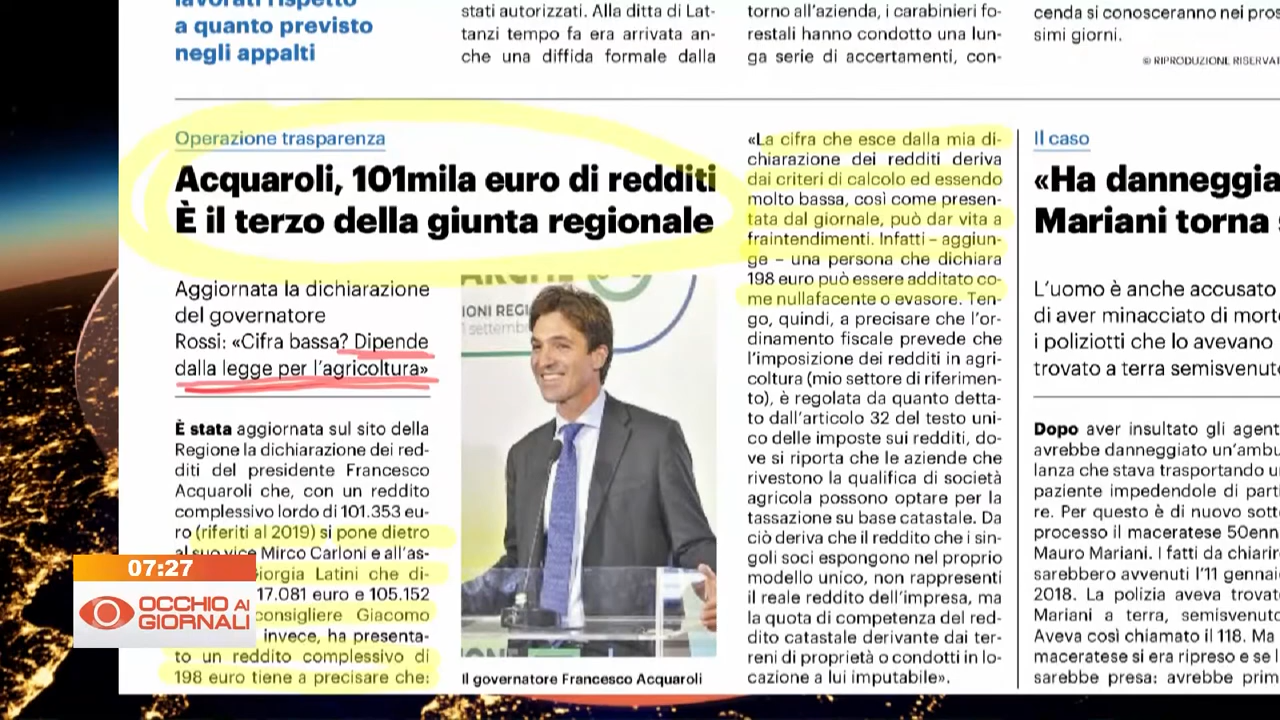 lavorati rispetto
a quanto previsto
negli appalti
stati autorizzati. Alla ditta di Lat-
tanzi tempo fa era arrivata an-
che una diffida formale dalla
torno all'azienda, i carabinieri fo-
restali hanno condotto una lun-
ga serie di accertamenti, con-
cenda si conosceranno nei pros
simi giorni.
© RIPRODUZIONE RISERVAT
Operazione trasparenza
Acquaroli, 101mila euro di redditi
È il terzo della giunta regionale
Aggiornata la dichiarazione
del governatore
Rossi: «Cifra bassa? Dipende
dalla legge per l'agricoltura»
È stata aggiornata sul sito della
Regione la dichiarazione dei red-
diti del presidente Francesco
Acquaroli che, con un reddito
complessivo lordo di 101.353 eu-
ro (riferiti al 2019) si pone dietro
al suo vice Mirco Carloni e all'as-
iorgia Latini che di-
17.081 euro e 105.152
consigliere Giacomo
invece, ha presenta-
to un reddito complessivo di
198 euro tiene a precisare che:
ARCHE
IONI REGI
1 settembr
Il governatore Francesco Acquaroli
«La cifra che esce dalla mia di-
chiarazione dei redditi deriva
dai criteri di calcolo ed essendo
molto bassa, così come presen-
tata dal giornale, può dar vita a
fraintendimenti. Infatti – aggiun-
ge – una persona che dichiara
198 euro può essere additato co-
me nullafacente o evasore. Ten-
go, quindi, a precisare che l'or-
dinamento fiscale prevede che
l'imposizione dei redditi in agri-
coltura (mio settore di riferimen-
to), è regolata da quanto detta-
to dall'articolo 32 del testo uni-
co delle imposte sui redditi, do-
ve si riporta che le aziende che
rivestono la qualifica di società
agricola possono optare per la
tassazione su base catastale. Da
ciò deriva che il reddito che i sin-
goli soci espongono nel proprio
modello unico, non rappresenti
il reale reddito dell'impresa, ma
la quota di competenza del red-
dito catastale derivante dai ter-
reni di proprietà o condotti in lo-
cazione a lui imputabile».
Il caso
«Ha danneggia
Mariani torna
L'uomo è anche accusato
di aver minacciato di morte
i poliziotti che lo avevano
trovato a terra semisvenuto
Dopo aver insultato gli agent
avrebbe danneggiato un'ambu
lanza che stava trasportando un
paziente impedendole di parti
re. Per questo è di nuovo sotto
processo il maceratese 50enn
Mauro Mariani. I fatti da chiarir
sarebbero avvenuti l'11 gennaio
2018. La polizia aveva trovato
Mariani a terra, semisvenuto
Aveva così chiamato il 118. Ma
maceratese si era ripreso e se l
sarebbe presa: avrebbe prim
07:27
OCCHIO AI
GIORNALI